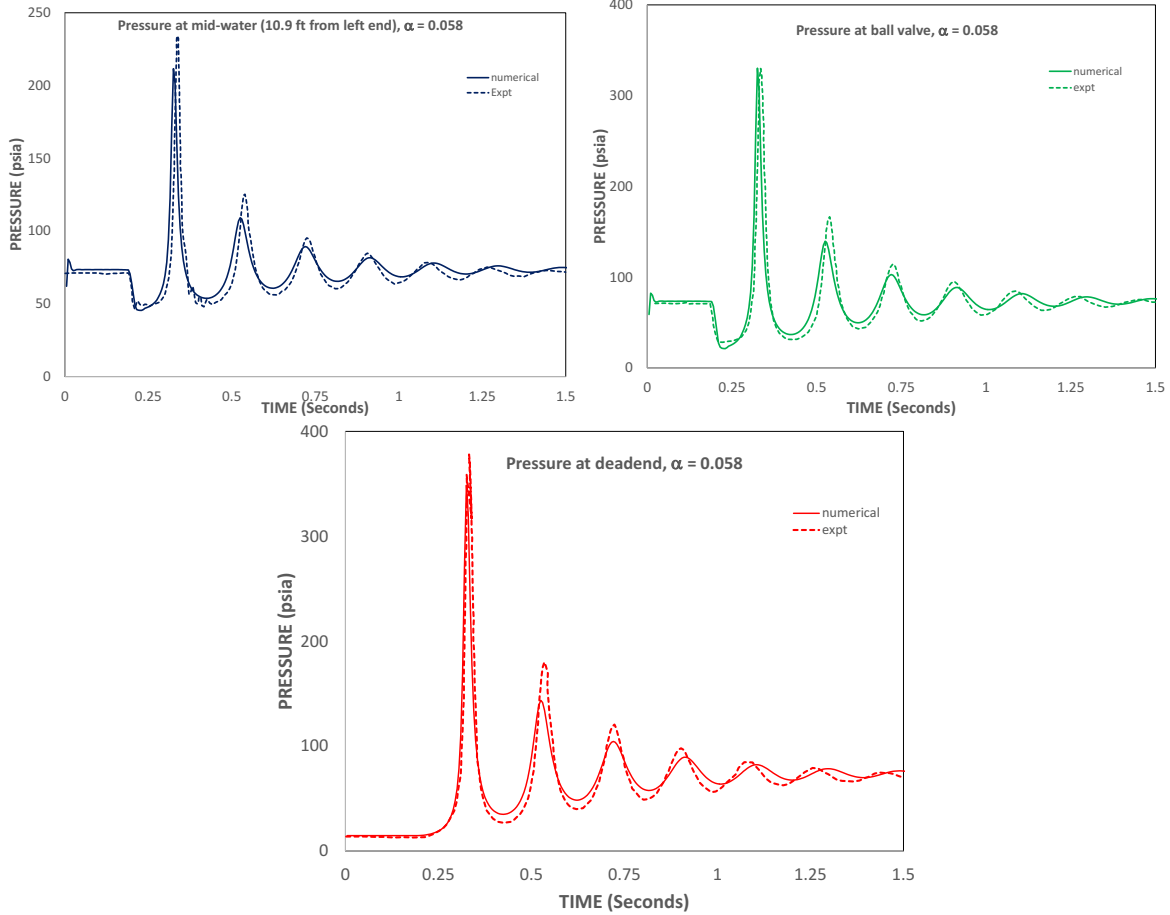 Pressure at mid-water (10.9 ft from left end), α = 0.058
numerical
Expt
PRESSURE (psia)
250
200
150
100
50
0
0 0.25 0.5 0.75 1 1.25 1.5
TIME (Seconds)
Pressure at ball valve, α = 0.058
numerical
expt
PRESSURE (psia)
400
300
200
100
0
0 0.25 0.5 0.75 1 1.25 1.5
TIME (Seconds)
Pressure at deadend, α = 0.058
numerical
expt
PRESSURE (psia)
400
300
200
100
0
0 0.25 0.5 0.75 1 1.25 1.5
TIME (Seconds)